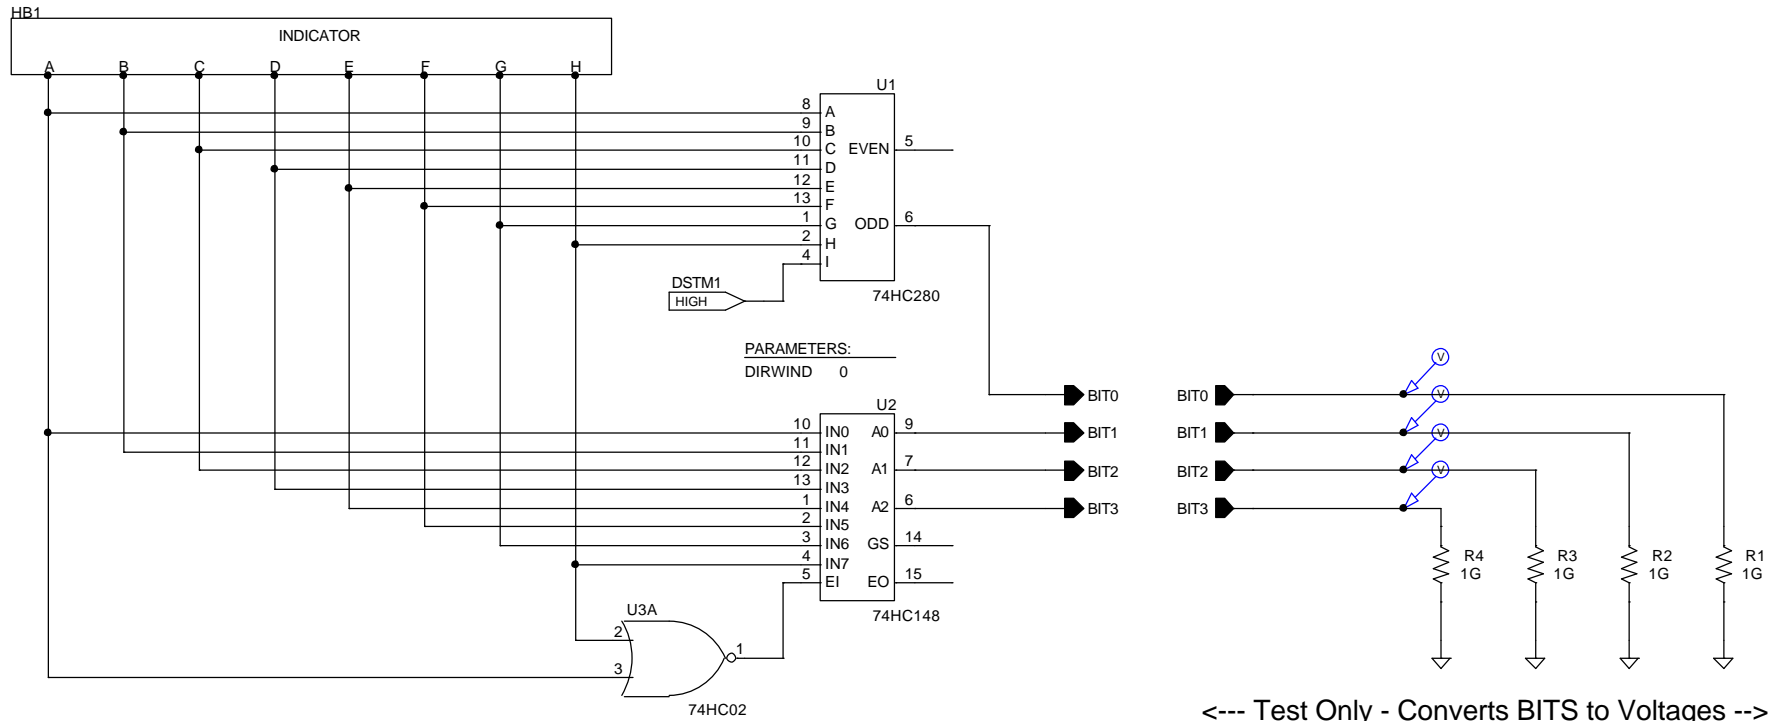 HB1
INDICATOR
A B C D E F G H
U1
8 A
9 B
10 C EVEN 5
11 D
12 E
13 F
1 G ODD 6
2 H
4 I
DSTM1
HIGH
74HC280
PARAMETERS:
DIRWIND 0
BIT0 BIT0
U2
10 IN0 A0 9 BIT1 BIT1
11 IN1
12 IN2 A1 7 BIT2 BIT2
13 IN3
1 IN4 A2 6 BIT3 BIT3
2 IN5
3 IN6 GS 14
4 IN7
5 EI EO 15
74HC148
V
V
V
V
R4 R3 R2 R1
1G 1G 1G 1G
U3A
2
1
3
74HC02
<--- Test Only - Converts BITS to Voltages -->